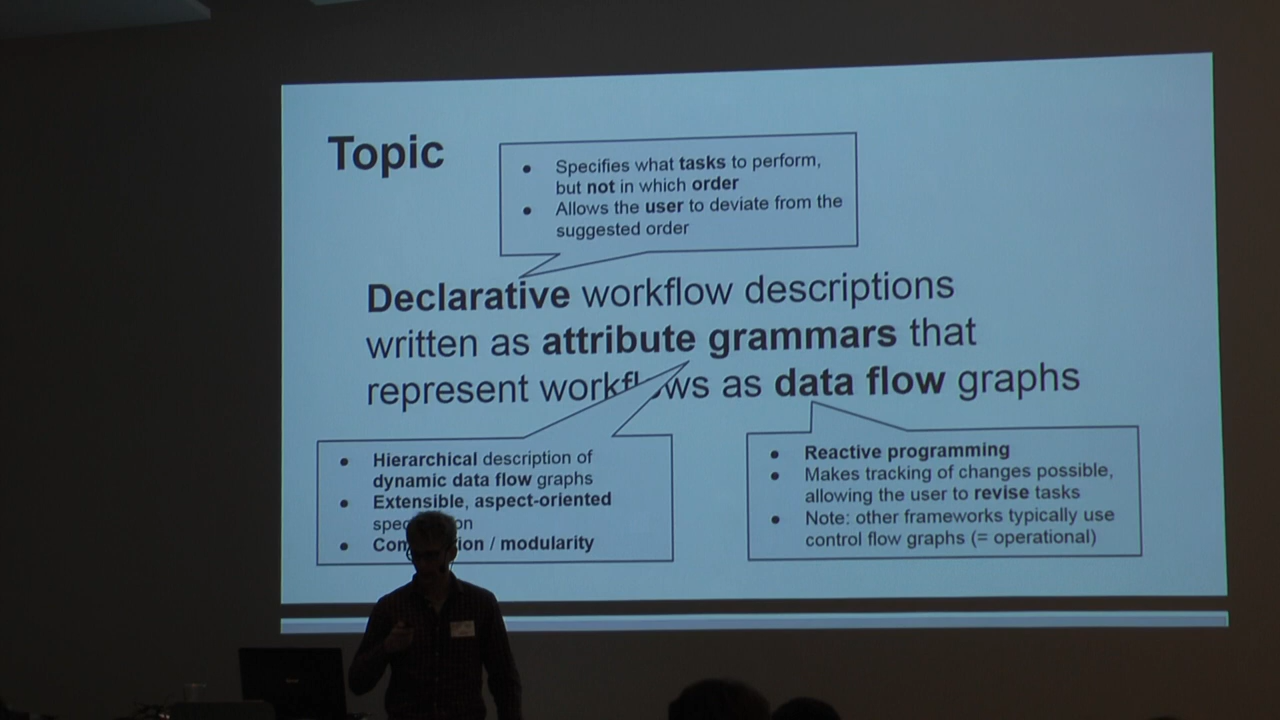 Topic
• Specifies what tasks to perform,
but not in which order
• Allows the user to deviate from the
suggested order
Declarative workflow descriptions
written as attribute grammars that
represent workfl ws as data flow graphs
• Hierarchical description of
dynamic data flow graphs
• Extensible, aspect-oriented
spec on
• Con ion / modularity
• Reactive programming
• Makes tracking of changes possible,
allowing the user to revise tasks
• Note: other frameworks typically use
control flow graphs (= operational)